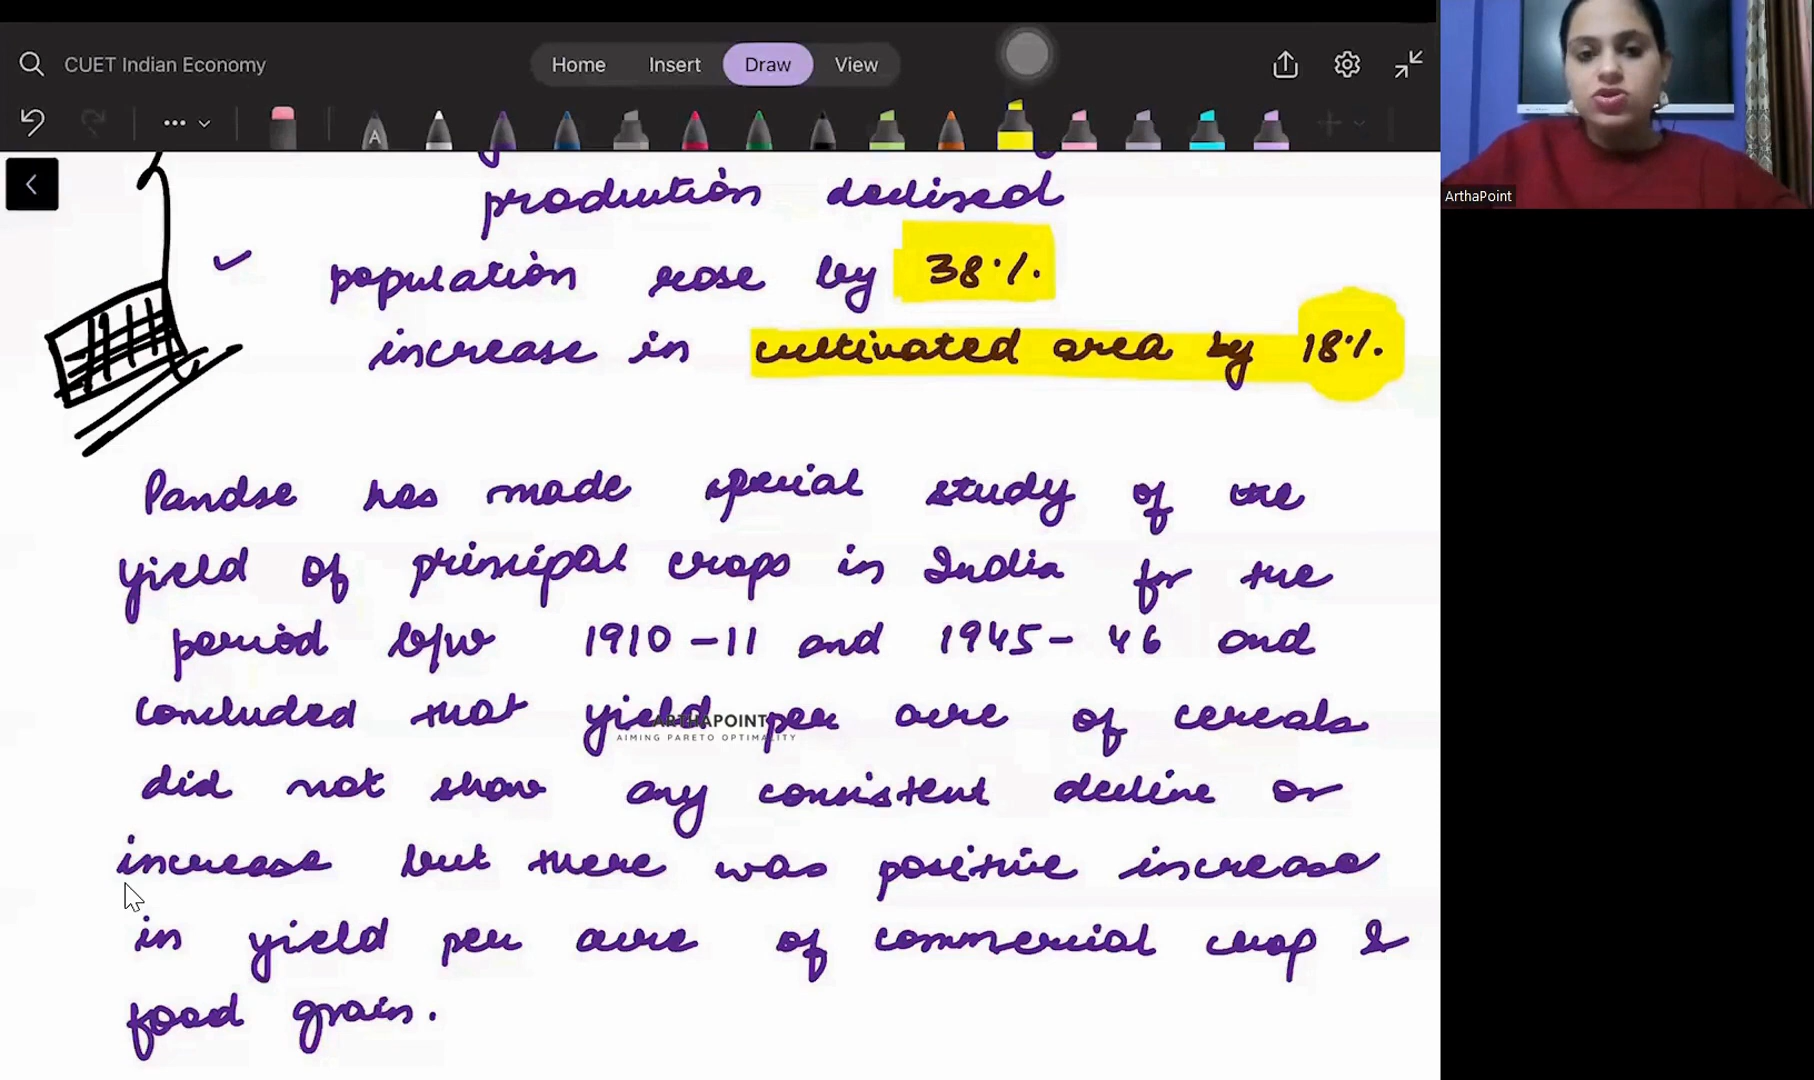 CUET Indian Economy
Home Insert Draw View
A
ArthaPoint
production declined
population rose by 38%.
increase in cultivated area by 18%.
Pandse has made special study of the
yield of principal crops in India for the
period b/w 1910-11 and 1945-46 and
concluded that yield per acre of cereals
ARTHAPOINT
AIMING PARETO OPTIMALITY
did not show any consistent decline or
increase but there was positive increase
in yield per acre of commercial crop &
food grain.